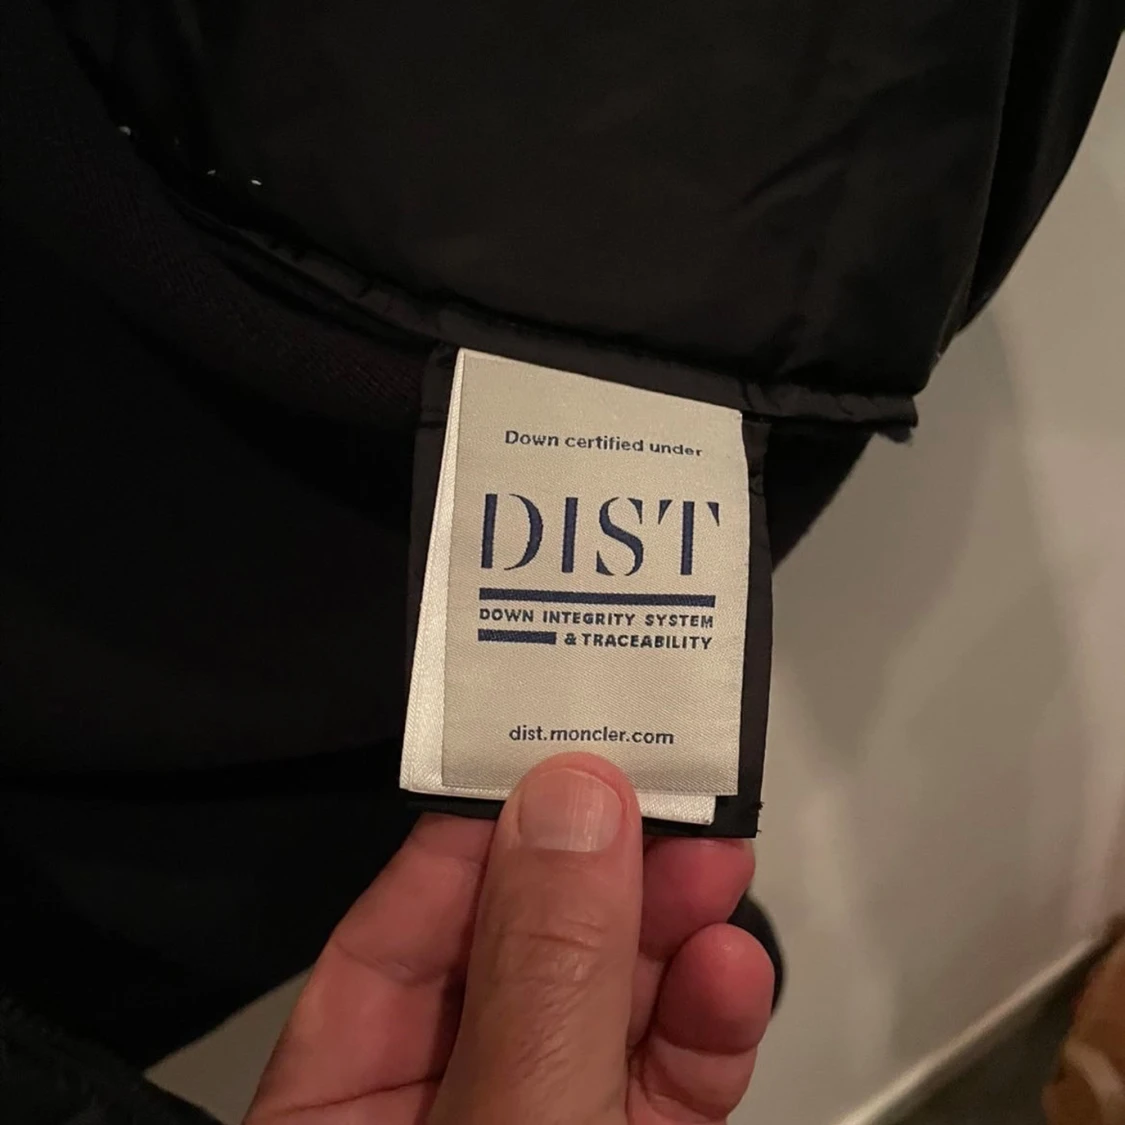 Down certified under
DIST
DOWN INTEGRITY SYSTEM
& TRACEABILITY
dist.moncler.com